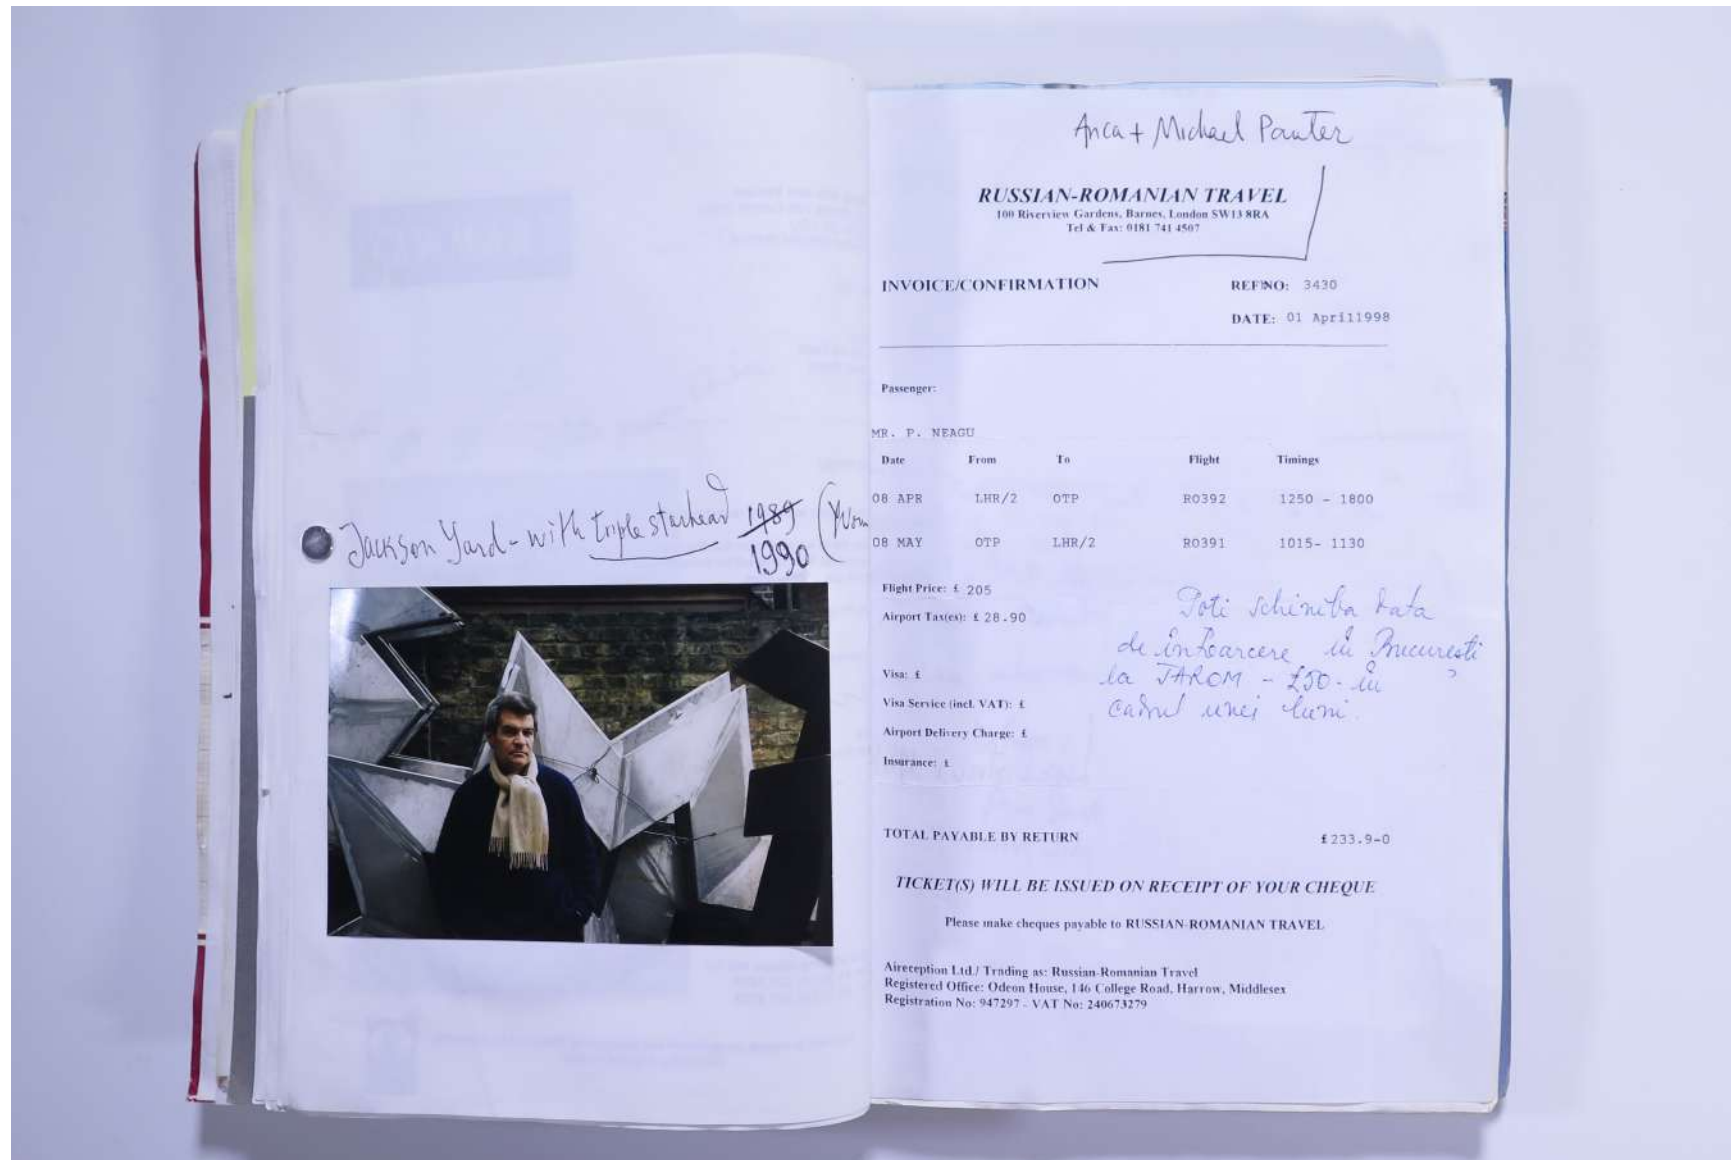 Jackson Yard - with triple starhead 1989 (Yvon
1990
Anca + Michael Panter
RUSSIAN-ROMANIAN TRAVEL
100 Riverview Gardens, Barnes, London SW13 8RA
Tel & Fax: 0181 741 4507
INVOICE/CONFIRMATION REF NO: 3430
DATE: 01 April1998
Passenger:
MR. P. NEAGU
Date From To Flight Timings
08 APR LHR/2 OTP RO392 1250 - 1800
08 MAY OTP LHR/2 RO391 1015- 1130
Flight Price: £ 205
Airport Tax(es): £ 28.90
Visa: £
Visa Service (incl. VAT): £
Airport Delivery Charge: £
Insurance: £
Poti schimba data
de intoarcere in Bucuresti
la TAROM - £50 - in
cadrul unei luni.
TOTAL PAYABLE BY RETURN £233.9-0
TICKET(S) WILL BE ISSUED ON RECEIPT OF YOUR CHEQUE
Please make cheques payable to RUSSIAN-ROMANIAN TRAVEL
Aireception Ltd./ Trading as: Russian-Romanian Travel
Registered Office: Odeon House, 146 College Road, Harrow, Middlesex
Registration No: 947297 - VAT No: 240673279